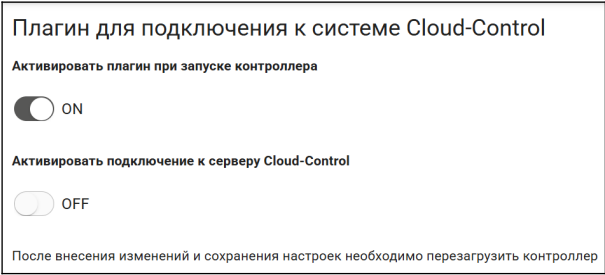 Плагин для подключения к системе Cloud-Control
Активировать плагин при запуске контроллера
ON
Активировать подключение к серверу Cloud-Control
OFF
После внесения изменений и сохранения настроек необходимо перезагрузить контроллер